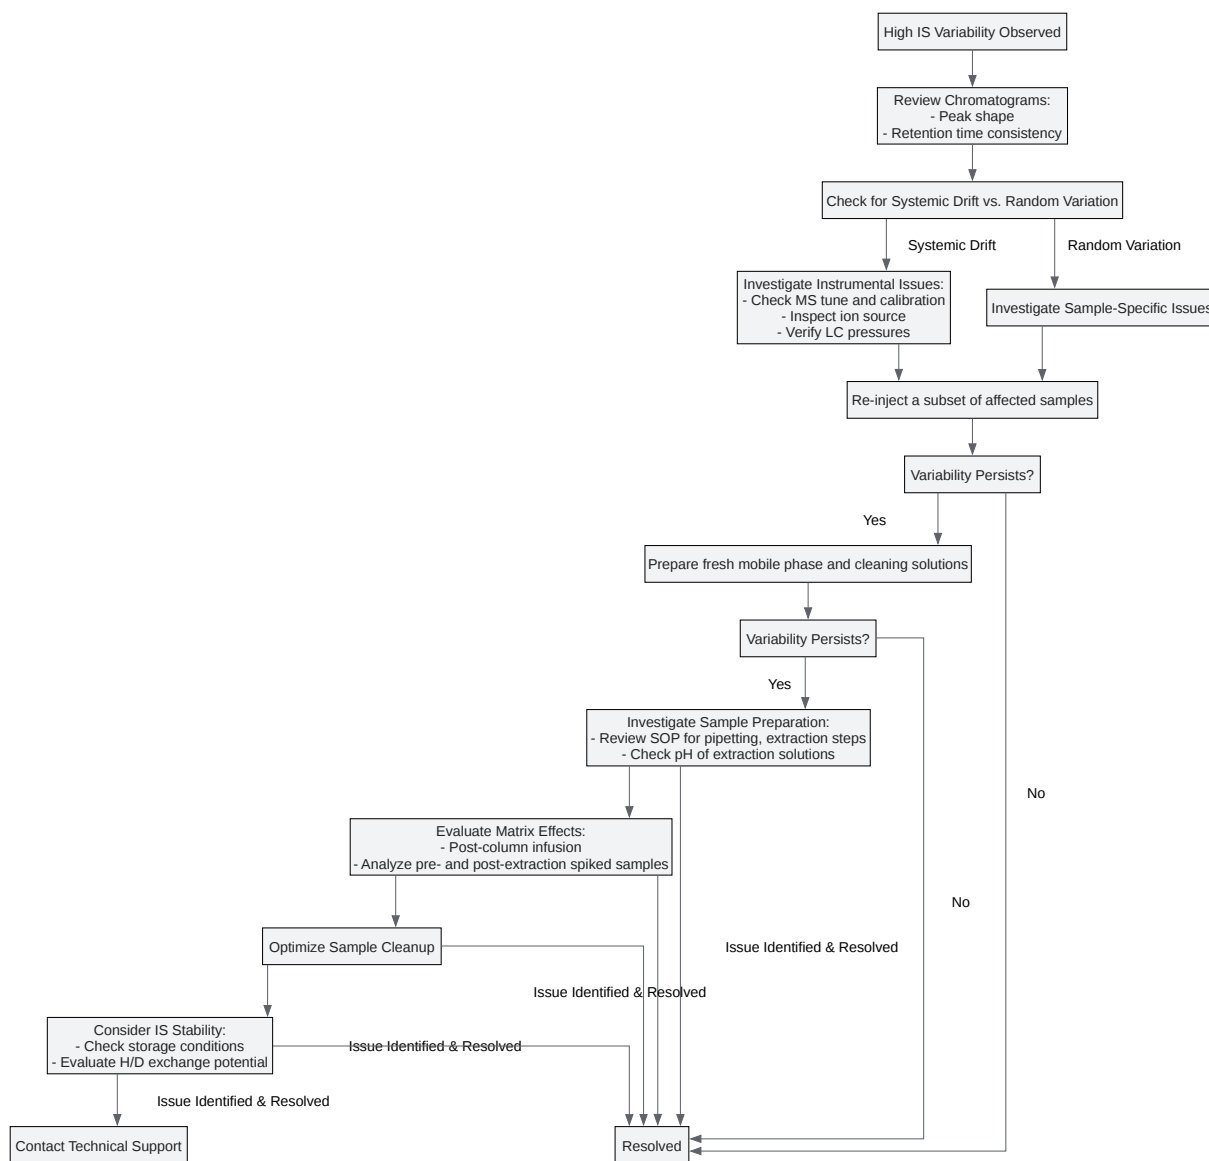 High IS Variability Observed
Review Chromatograms:
- Peak shape
- Retention time consistency
Check for Systemic Drift vs. Random Variation
Systemic Drift
Random Variation
Investigate Instrumental Issues:
- Check MS tune and calibration
- Inspect ion source
- Verify LC pressures
Investigate Sample-Specific Issues
Re-inject a subset of affected samples
Variability Persists?
Yes
Prepare fresh mobile phase and cleaning solutions
Variability Persists?
Yes
Investigate Sample Preparation:
- Review SOP for pipetting, extraction steps
- Check pH of extraction solutions
No
Evaluate Matrix Effects:
- Post-column infusion
- Analyze pre- and post-extraction spiked samples
No
Optimize Sample Cleanup
Issue Identified & Resolved
Issue Identified & Resolved
Consider IS Stability:
- Check storage conditions
- Evaluate H/D exchange potential
Issue Identified & Resolved
Issue Identified & Resolved
Contact Technical Support
Resolved